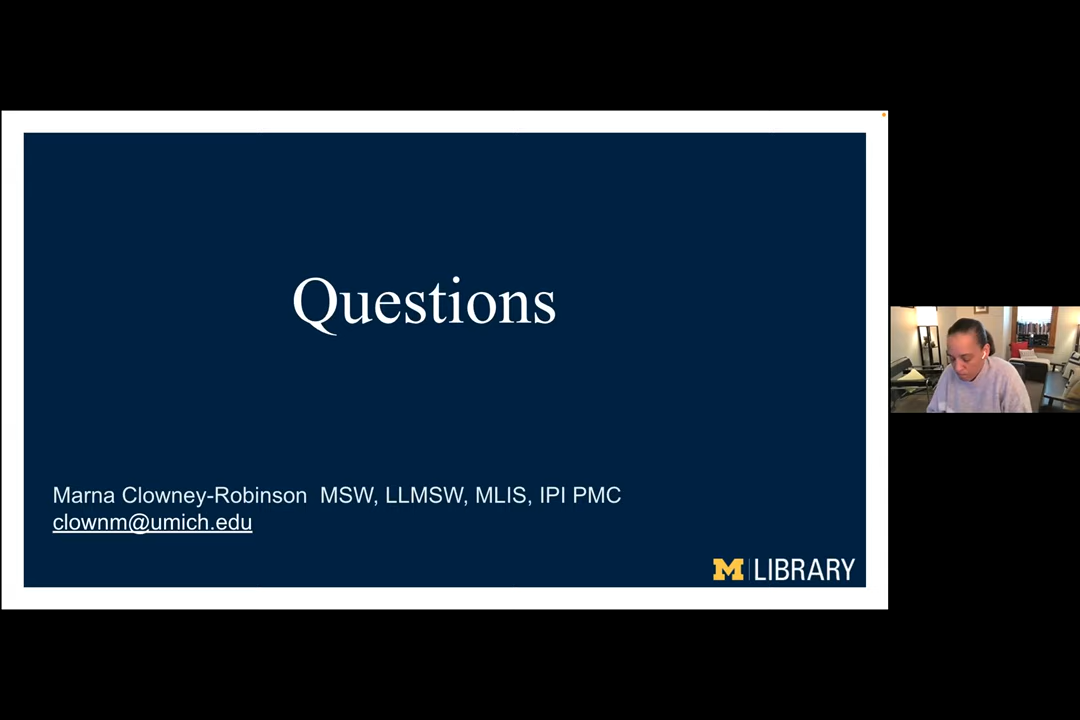 Questions
Marna Clowney-Robinson MSW, LLMSW, MLIS, IPI PMC
clownm@umich.edu
M LIBRARY